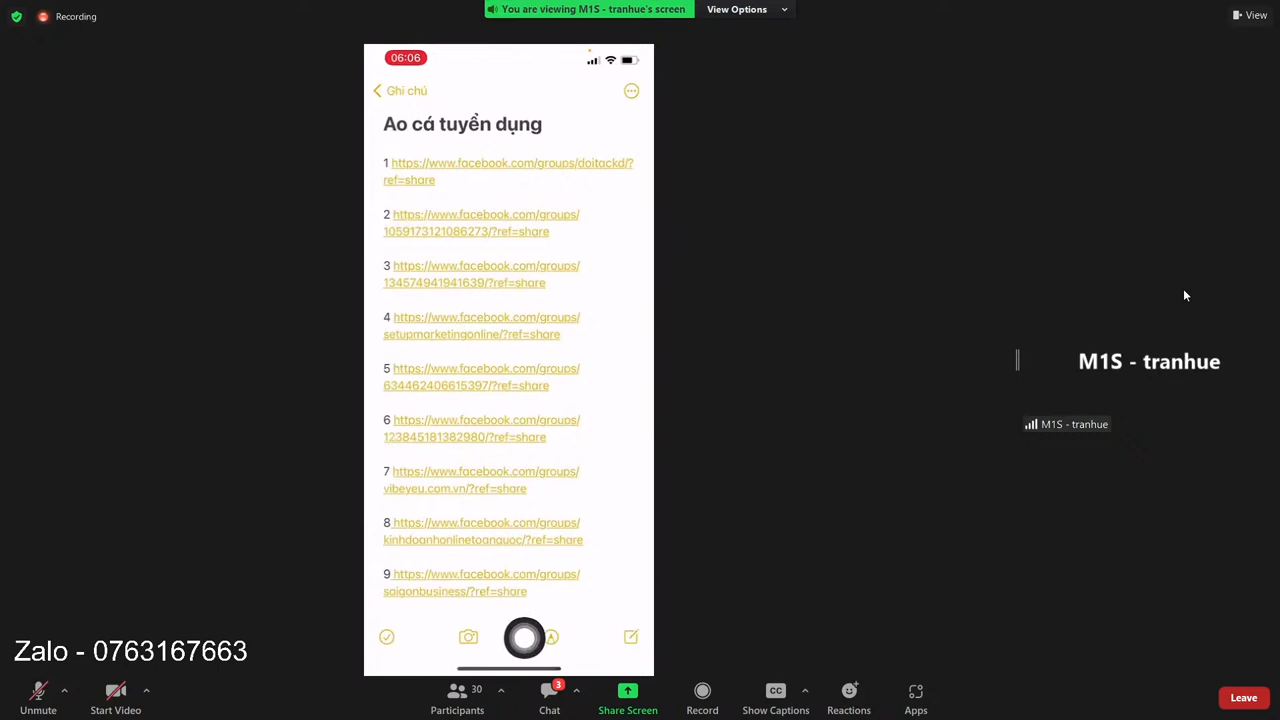 Recording
You are viewing M1S - tranhue's screen
View Options
View
06:06
Ghi chú
Ao cá tuyển dụng
1 https://www.facebook.com/groups/doitackd/?
ref=share
2 https://www.facebook.com/groups/
1059173121086273/?ref=share
3 https://www.facebook.com/groups/
134574941941639/?ref=share
4 https://www.facebook.com/groups/
setupmarketingonline/?ref=share
5 https://www.facebook.com/groups/
634462406615397/?ref=share
6 https://www.facebook.com/groups/
123845181382980/?ref=share
7 https://www.facebook.com/groups/
vibeyeu.com.vn/?ref=share
8 https://www.facebook.com/groups/
kinhdoanhonlinetoanquoc/?ref=share
9 https://www.facebook.com/groups/
saigonbusiness/?ref=share
M1S - tranhue
M1S - tranhue
Zalo - 0763167663
Unmute
Start Video
30
Participants
3
Chat
Share Screen
Record
CC
Show Captions
Reactions
Apps
Leave